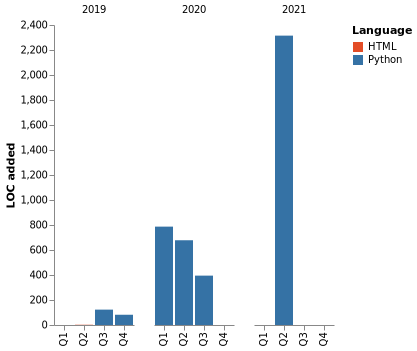 2019 2020 2021
Language
HTML
Python
LOC added
2,400
2,200
2,000
1,800
1,600
1,400
1,200
1,000
800
600
400
200
0
Q1 Q2 Q3 Q4 Q1 Q2 Q3 Q4 Q1 Q2 Q3 Q4